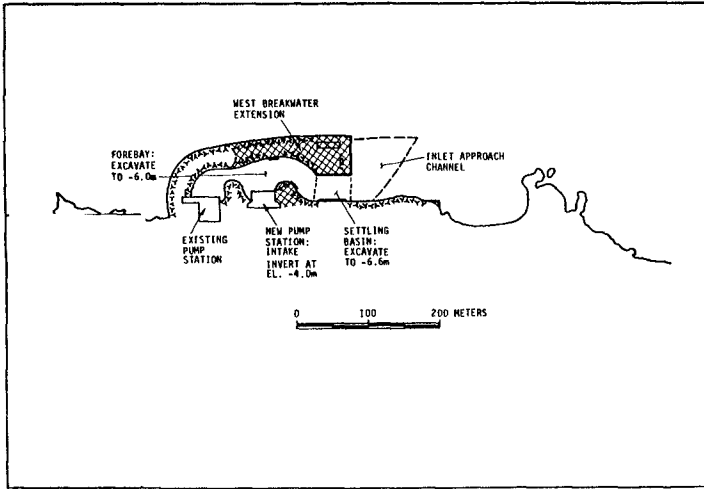 WEST BREAKWATER
EXTENSION
FOREBAY:
EXCAVATE
TO -6.0m
INLET APPROACH
CHANNEL
EXISTING
PUMP
STATION
NEW PUMP
STATION:
INTAKE
INVERT AT
EL. -4.0m
SETTLING
BASIN:
EXCAVATE
TO -6.6m
0 100 200 METERS